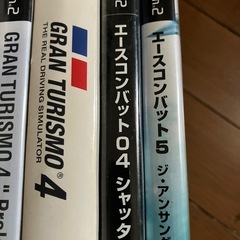 GRAN TURISMO 4 "
GRAN TURISMO 4
THE REAL DRIVING SIMULATOR
エースコンバット04 シャッタ
エースコンバット5 ジ・アンサング